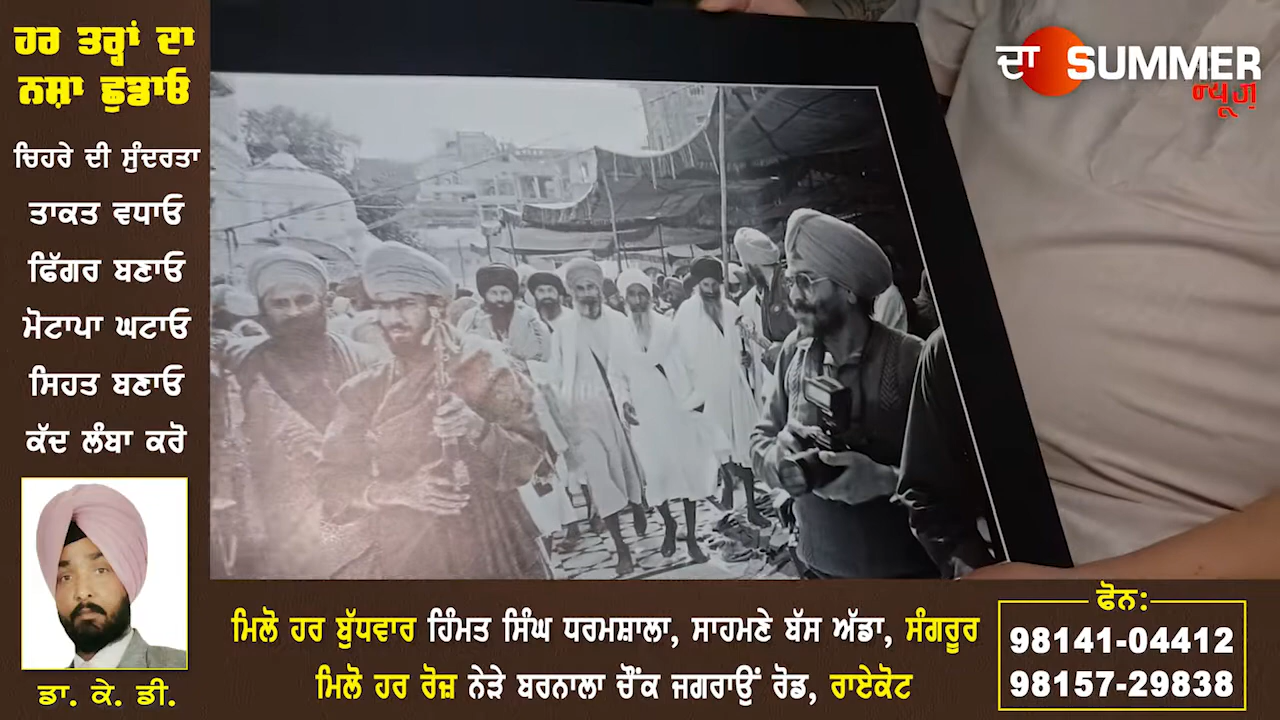 ਹਰ ਤਰ੍ਹਾਂ ਦਾ
ਨਸ਼ਾ ਛੁਡਾਓ
ਚਿਹਰੇ ਦੀ ਸੁੰਦਰਤਾ
ਤਾਕਤ ਵਧਾਓ
ਫਿੱਗਰ ਬਣਾਓ
ਮੋਟਾਪਾ ਘਟਾਓ
ਸਿਹਤ ਬਣਾਓ
ਕੱਦ ਲੰਬਾ ਕਰੋ
ਡਾ. ਕੇ. ਡੀ.
ਦਾ SUMMER
ਨਿਊਜ਼
ਮਿਲੋ ਹਰ ਬੁੱਧਵਾਰ ਹਿੰਮਤ ਸਿੰਘ ਧਰਮਸ਼ਾਲਾ, ਸਾਹਮਣੇ ਬੱਸ ਅੱਡਾ, ਸੰਗਰੂਰ
ਮਿਲੋ ਹਰ ਰੋਜ਼ ਨੇੜੇ ਬਰਨਾਲਾ ਚੌਂਕ ਜਗਰਾਉਂ ਰੋਡ, ਰਾਏਕੋਟ
ਫੋਨ:
98141-04412
98157-29838